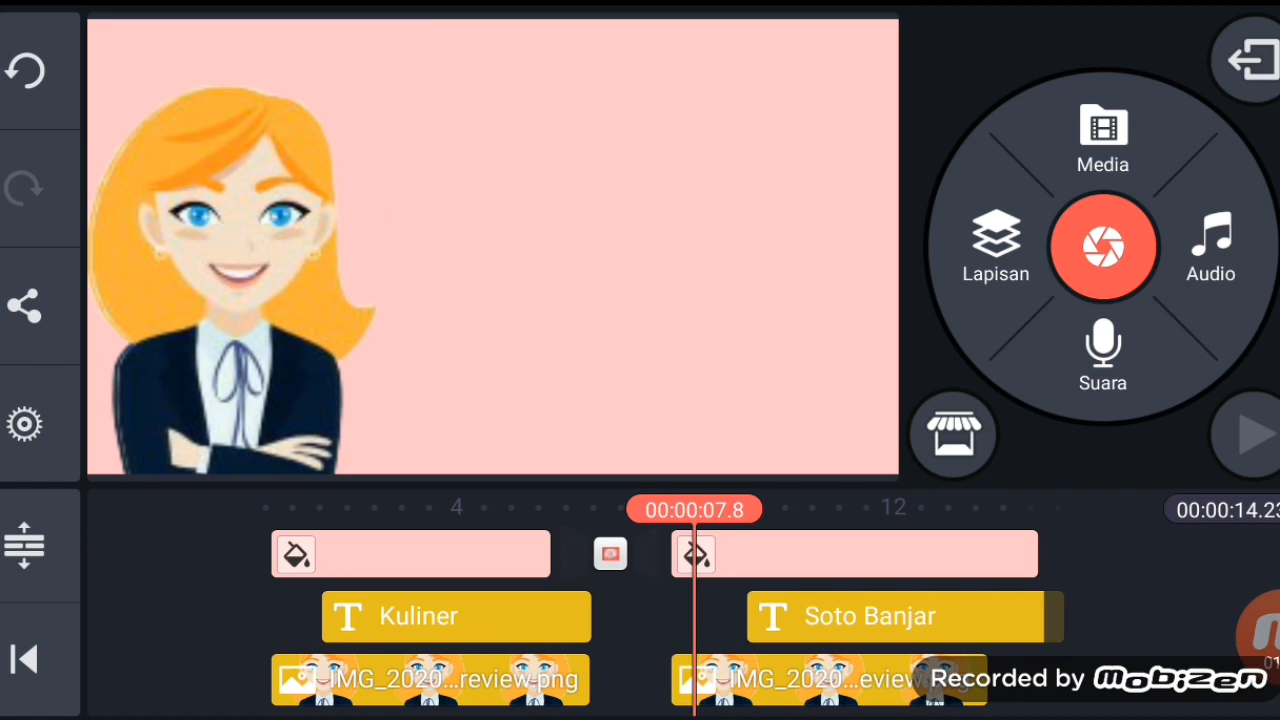 Media
Lapisan
Audio
Suara
4
00:00:07.8
12
00:00:14.23
Kuliner
Soto Banjar
IMG_2020...review.png
IMG_2020...eview
Recorded by mobizen
01